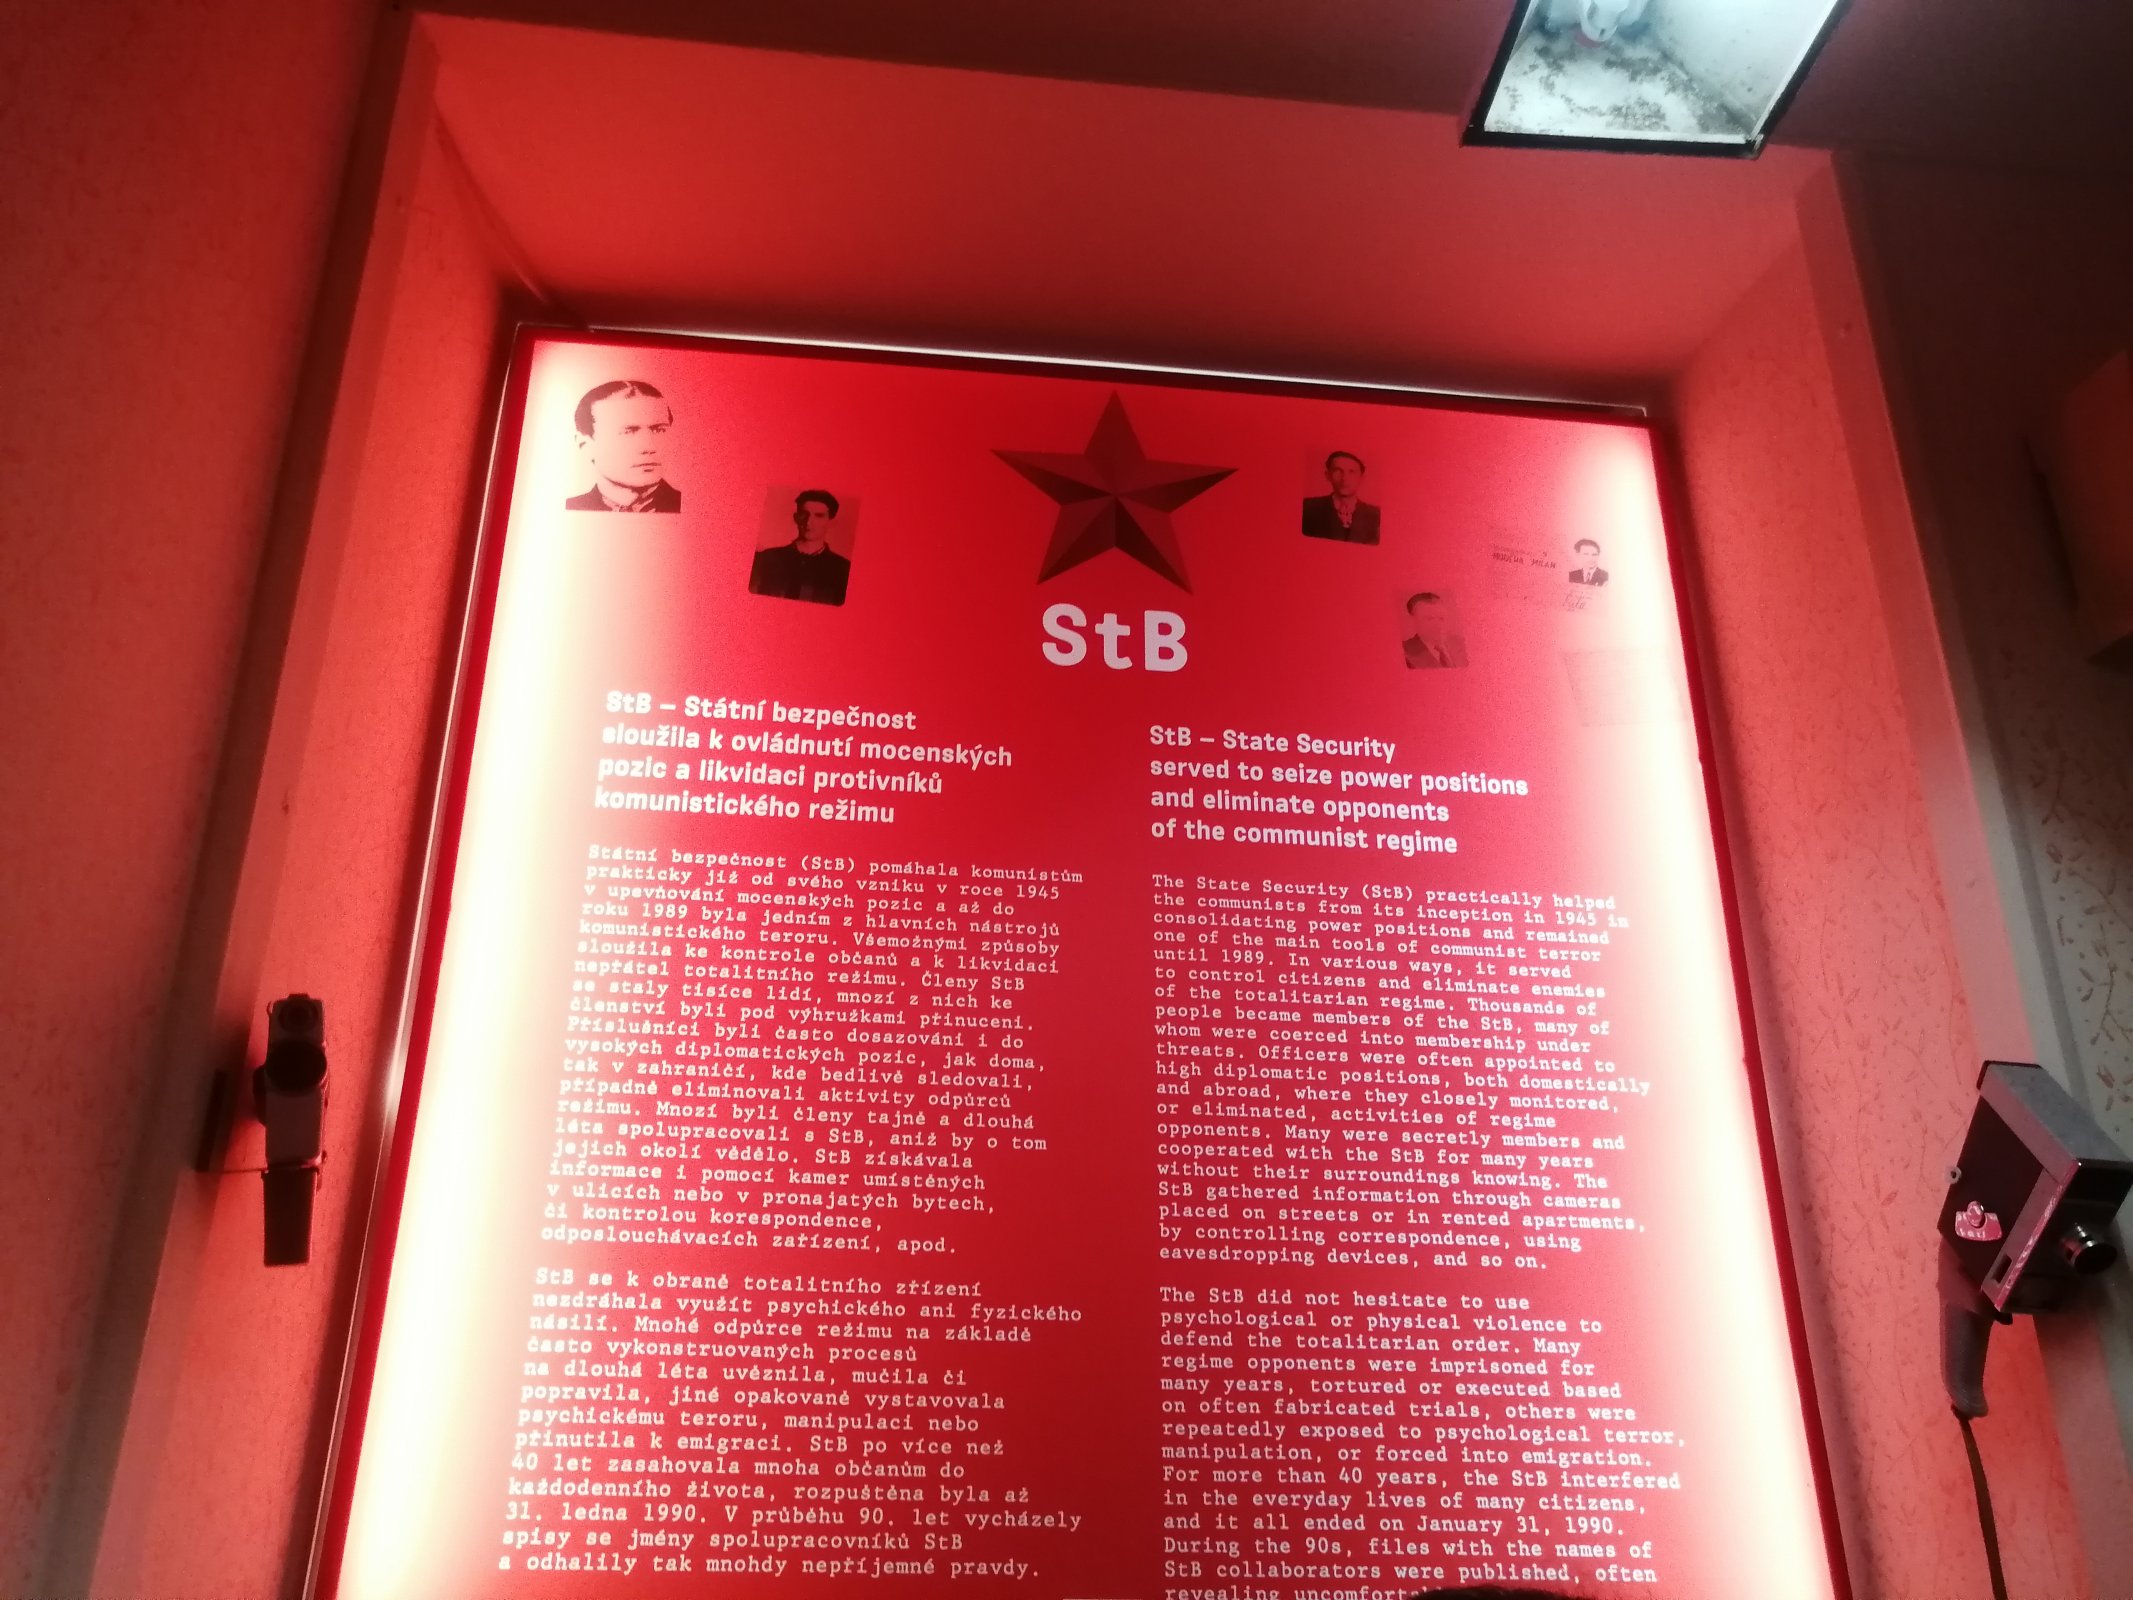 StB
StB – Státní bezpečnost
sloužila k ovládnutí mocenských
pozic a likvidaci protivníků
komunistického režimu
Státní bezpečnost (StB) pomáhala komunistům
prakticky již od svého vzniku v roce 1945
v upevňování mocenských pozic a až do
roku 1989 byla jedním z hlavních nástrojů
komunistického teroru. Všemožnými způsoby
sloužila ke kontrole občanů a k likvidaci
nepřátel totalitního režimu. Členy StB
se staly tisíce lidí, mnozí z nich ke
členství byli pod výhružkami přinuceni.
Příslušníci byli často dosazováni i do
vysokých diplomatických pozic, jak doma,
tak v zahraničí, kde bedlivě sledovali,
případně eliminovali aktivity odpůrců
režimu. Mnozí byli členy tajně a dlouhá
léta spolupracovali s StB, aniž by o tom
jejich okolí vědělo. StB získávala
informace i pomocí kamer umístěných
v ulicích nebo v pronajatých bytech,
či kontrolou korespondence,
odposlouchávacích zařízení, apod.
StB se k obraně totalitního zřízení
nezdráhala využít psychického ani fyzického
násilí. Mnohé odpůrce režimu na základě
často vykonstruovaných procesů
na dlouhá léta uvěznila, mučila či
popravila, jiné opakovaně vystavovala
psychickému teroru, manipulaci nebo
přinutila k emigraci. StB po více než
40 let zasahovala mnoha občanům do
každodenního života, rozpuštěna byla až
31. ledna 1990. V průběhu 90. let vycházely
spisy se jmény spolupracovníků StB
a odhalily tak mnohdy nepříjemné pravdy.
StB – State Security
served to seize power positions
and eliminate opponents
of the communist regime
The State Security (StB) practically helped
the communists from its inception in 1945 in
consolidating power positions and remained
one of the main tools of communist terror
until 1989. In various ways, it served
to control citizens and eliminate enemies
of the totalitarian regime. Thousands of
people became members of the StB, many of
whom were coerced into membership under
threats. Officers were often appointed to
high diplomatic positions, both domestically
and abroad, where they closely monitored,
or eliminated, activities of regime
opponents. Many were secretly members and
cooperated with the StB for many years
without their surroundings knowing. The
StB gathered information through cameras
placed on streets or in rented apartments,
by controlling correspondence, using
eavesdropping devices, and so on.
The StB did not hesitate to use
psychological or physical violence to
defend the totalitarian order. Many
regime opponents were imprisoned for
many years, tortured or executed based
on often fabricated trials, others were
repeatedly exposed to psychological terror,
manipulation, or forced into emigration.
For more than 40 years, the StB interfered
in the everyday lives of many citizens,
and it all ended on January 31, 1990.
During the 90s, files with the names of
StB collaborators were published, often
revealing